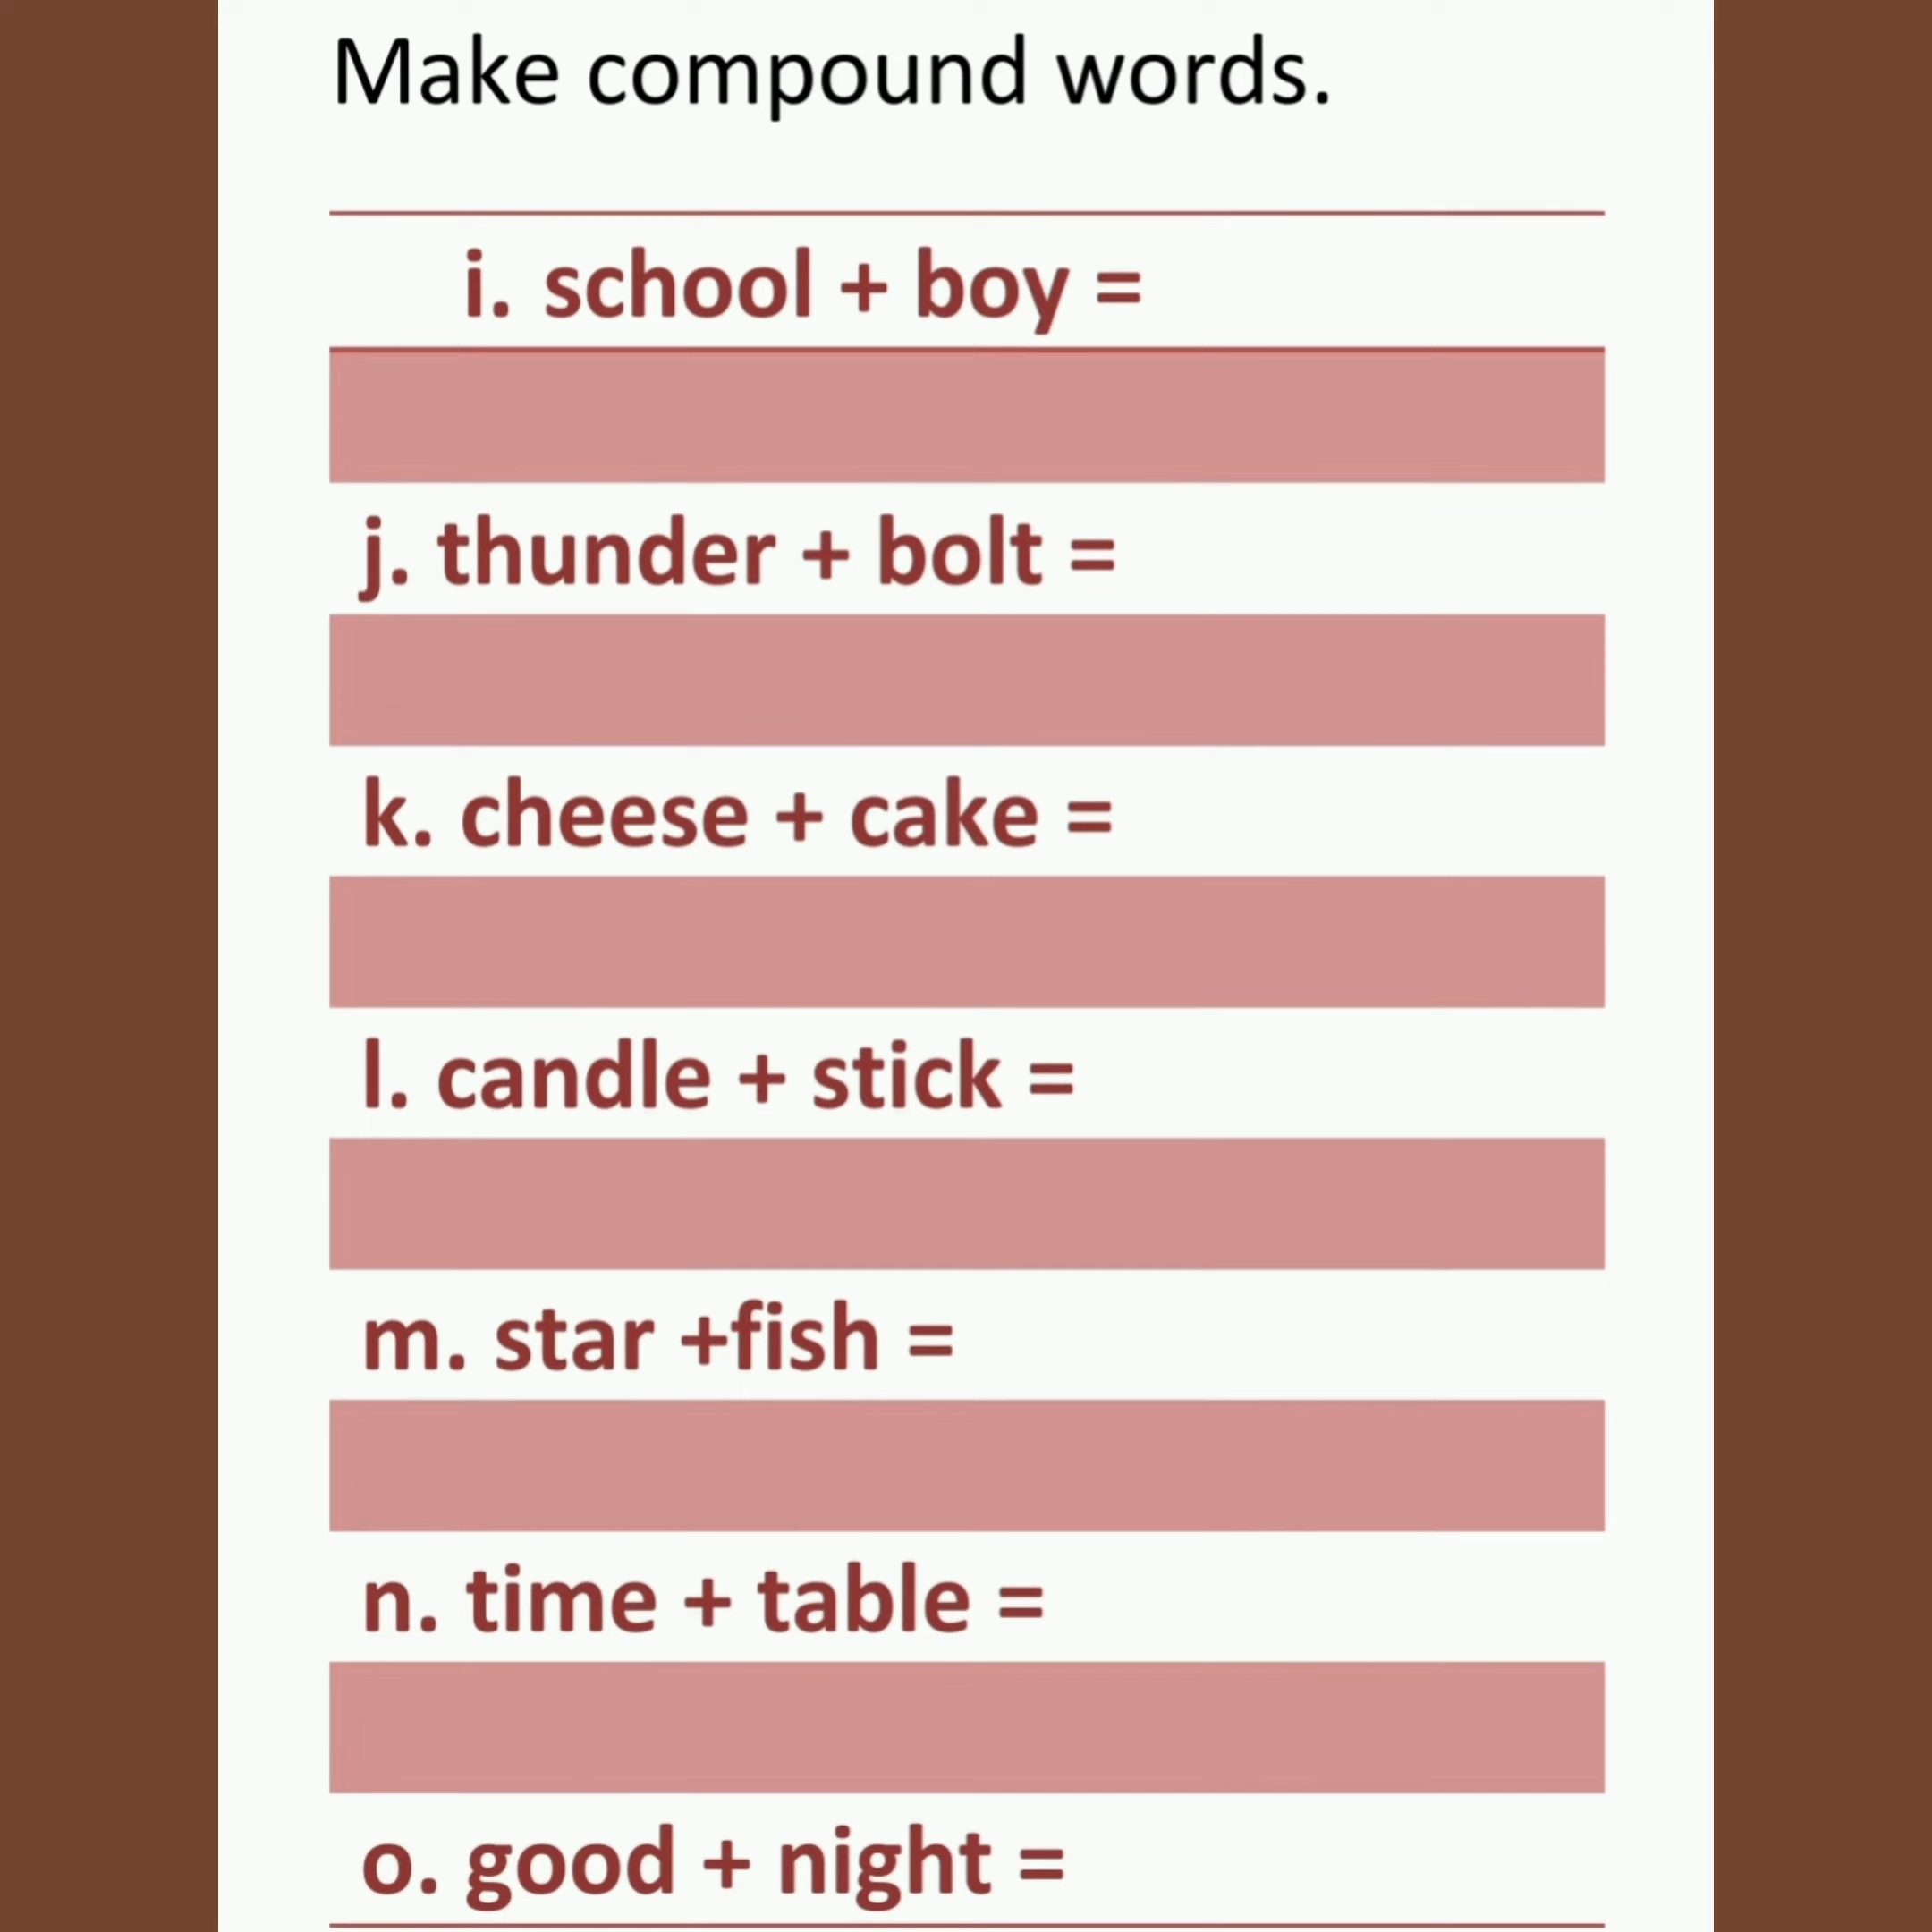 Make compound words.
i. school + boy =
j. thunder + bolt =
k. cheese + cake =
l. candle + stick =
m. star +fish =
n. time + table =
o. good + night =